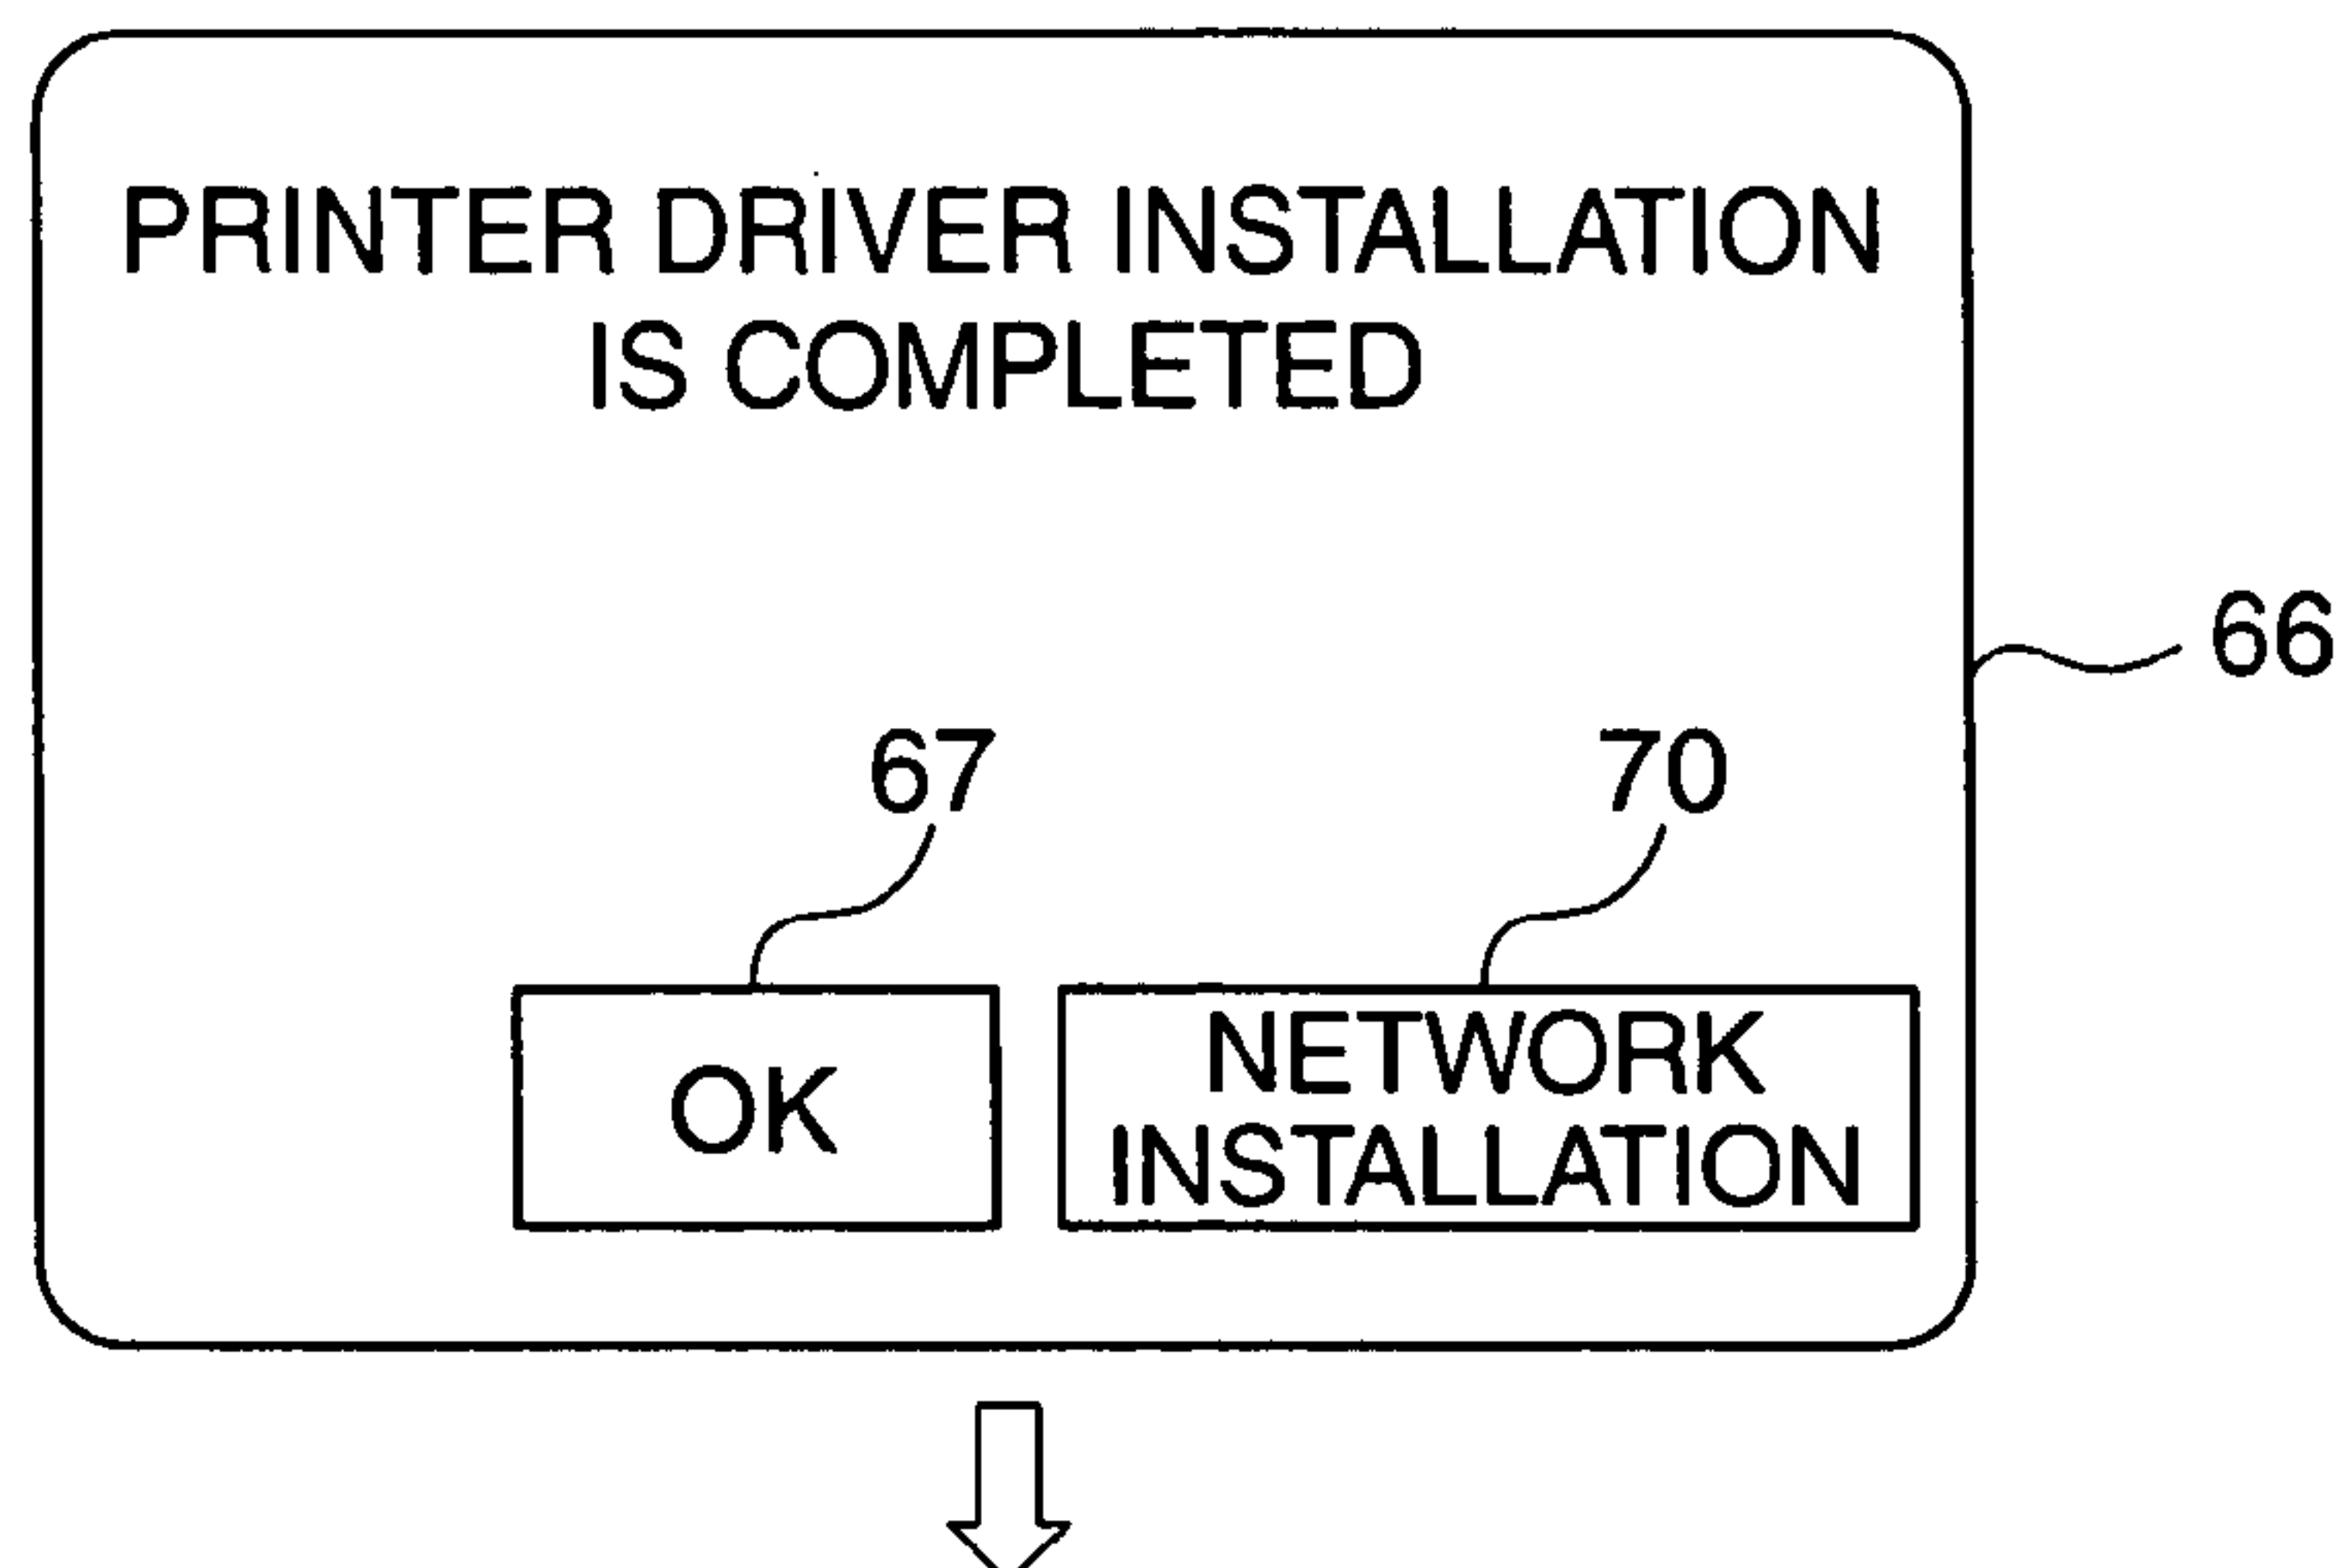 PRINTER DRIVER INSTALLATION
IS COMPLETED
66
67
70
OK
NETWORK
INSTALLATION